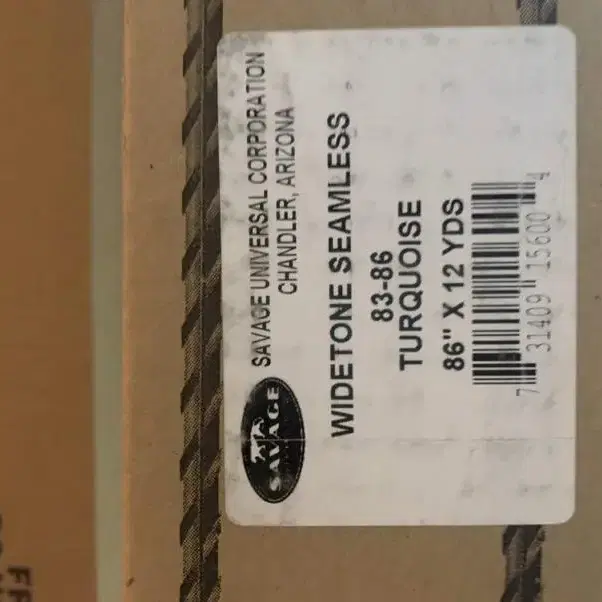 SAVAGE
SAVAGE UNIVERSAL CORPORATION
CHANDLER, ARIZONA
WIDETONE SEAMLESS
83-86
TURQUOISE
86" X 12 YDS
7 31409 15600 4